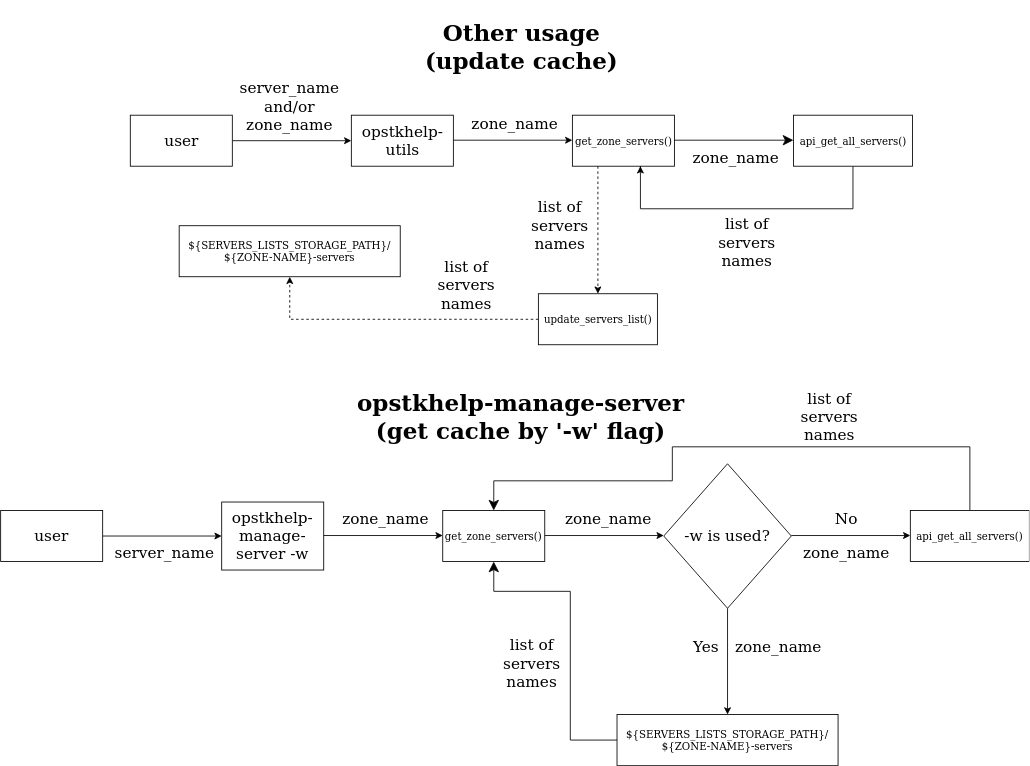 Other usage
(update cache)
server_name
and/or
zone_name
user
opstkhelp-
utils
zone_name
get_zone_servers()
zone_name
api_get_all_servers()
list of
servers
names
list of
servers
names
${SERVERS_LISTS_STORAGE_PATH}/
${ZONE-NAME}-servers
list of
servers
names
update_servers_list()
opstkhelp-manage-server
(get cache by '-w' flag)
list of
servers
names
user
server_name
opstkhelp-
manage-
server -w
zone_name
get_zone_servers()
zone_name
-w is used?
No
zone_name
api_get_all_servers()
list of
servers
names
Yes
zone_name
${SERVERS_LISTS_STORAGE_PATH}/
${ZONE-NAME}-servers